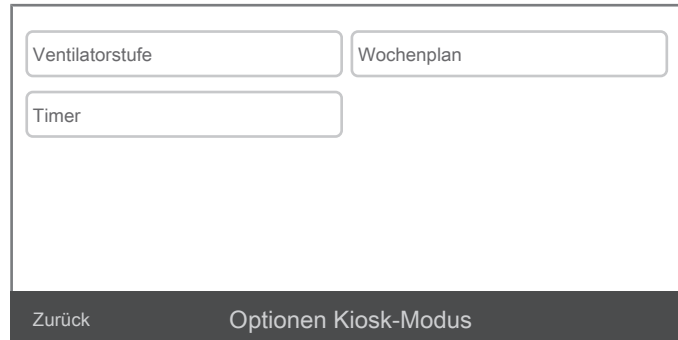 Ventilatorstufe
Wochenplan
Timer
Zurück
Optionen Kiosk-Modus